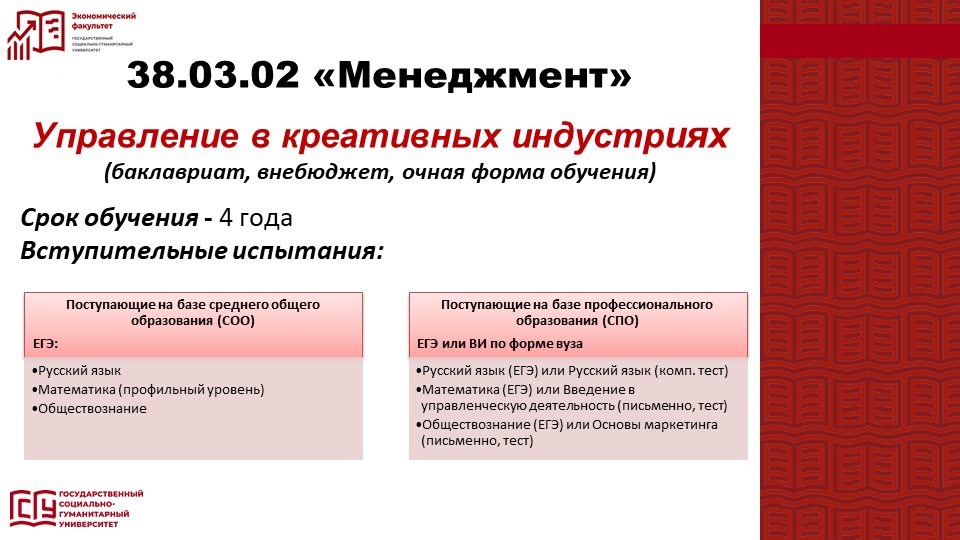 Экономический
факультет
ГОСУДАРСТВЕННЫЙ
СОЦИАЛЬНО-ГУМАНИТАРНЫЙ
УНИВЕРСИТЕТ
38.03.02 «Менеджмент»
Управление в креативных индустриях
(баклавриат, внебюджет, очная форма обучения)
Срок обучения - 4 года
Вступительные испытания:
Поступающие на базе среднего общего
образования (СОО)
ЕГЭ:
•Русский язык
•Математика (профильный уровень)
•Обществознание
Поступающие на базе профессионального
образования (СПО)
ЕГЭ или ВИ по форме вуза
•Русский язык (ЕГЭ) или Русский язык (комп. тест)
•Математика (ЕГЭ) или Введение в
управленческую деятельность (письменно, тест)
•Обществознание (ЕГЭ) или Основы маркетинга
(письменно, тест)
ГСГУ
ГОСУДАРСТВЕННЫЙ
СОЦИАЛЬНО-
ГУМАНИТАРНЫЙ
УНИВЕРСИТЕТ